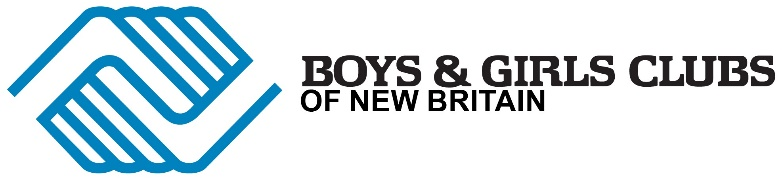 BOYS & GIRLS CLUBS
OF NEW BRITAIN